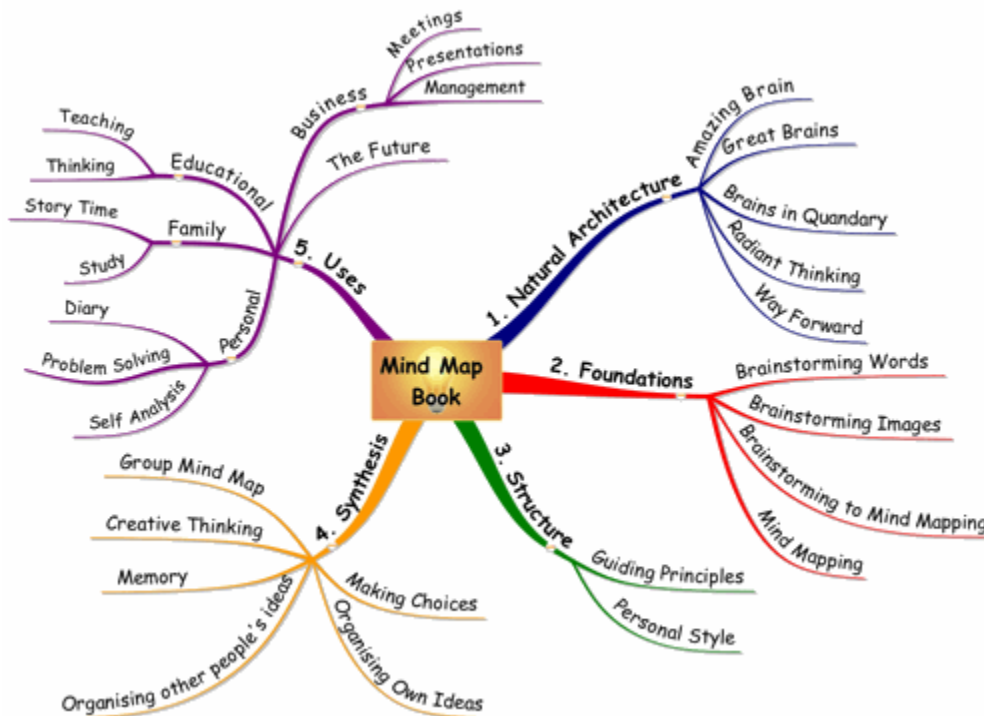 Mind Map
Book
1. Natural Architecture
Amazing Brain
Great Brains
Brains in Quandary
Radiant Thinking
Way Forward
2. Foundations
Brainstorming Words
Brainstorming Images
Brainstorming to Mind Mapping
Mind Mapping
3. Structure
Guiding Principles
Personal Style
4. Synthesis
Group Mind Map
Creative Thinking
Memory
Organising other people's ideas
Organising Own Ideas
Making Choices
5. Uses
Business
Meetings
Presentations
Management
The Future
Educational
Teaching
Thinking
Family
Story Time
Study
Personal
Diary
Problem Solving
Self Analysis